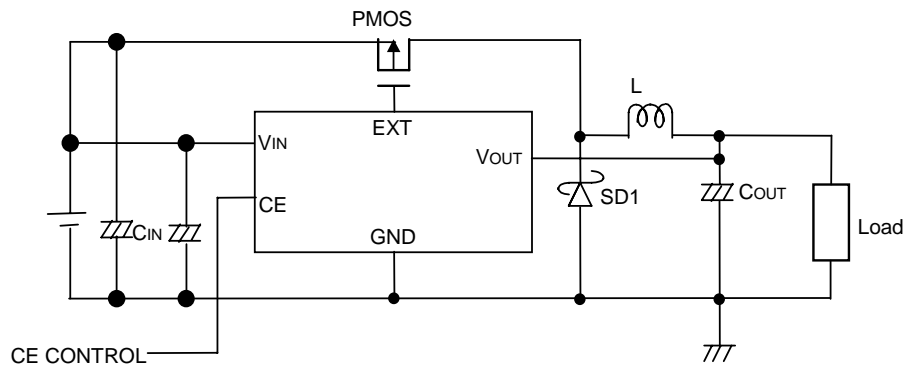 PMOS
L
EXT
VIN
VOUT
CE
SD1
COUT
CIN
GND
Load
CE CONTROL